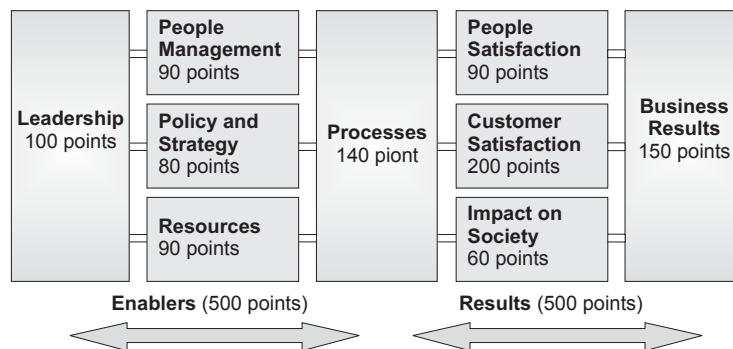 Leadership
100 points
People
Management
90 points
Policy and
Strategy
80 points
Resources
90 points
Processes
140 piont
People
Satisfaction
90 points
Customer
Satisfaction
200 points
Impact on
Society
60 points
Business
Results
150 points
Enablers (500 points)
Results (500 points)